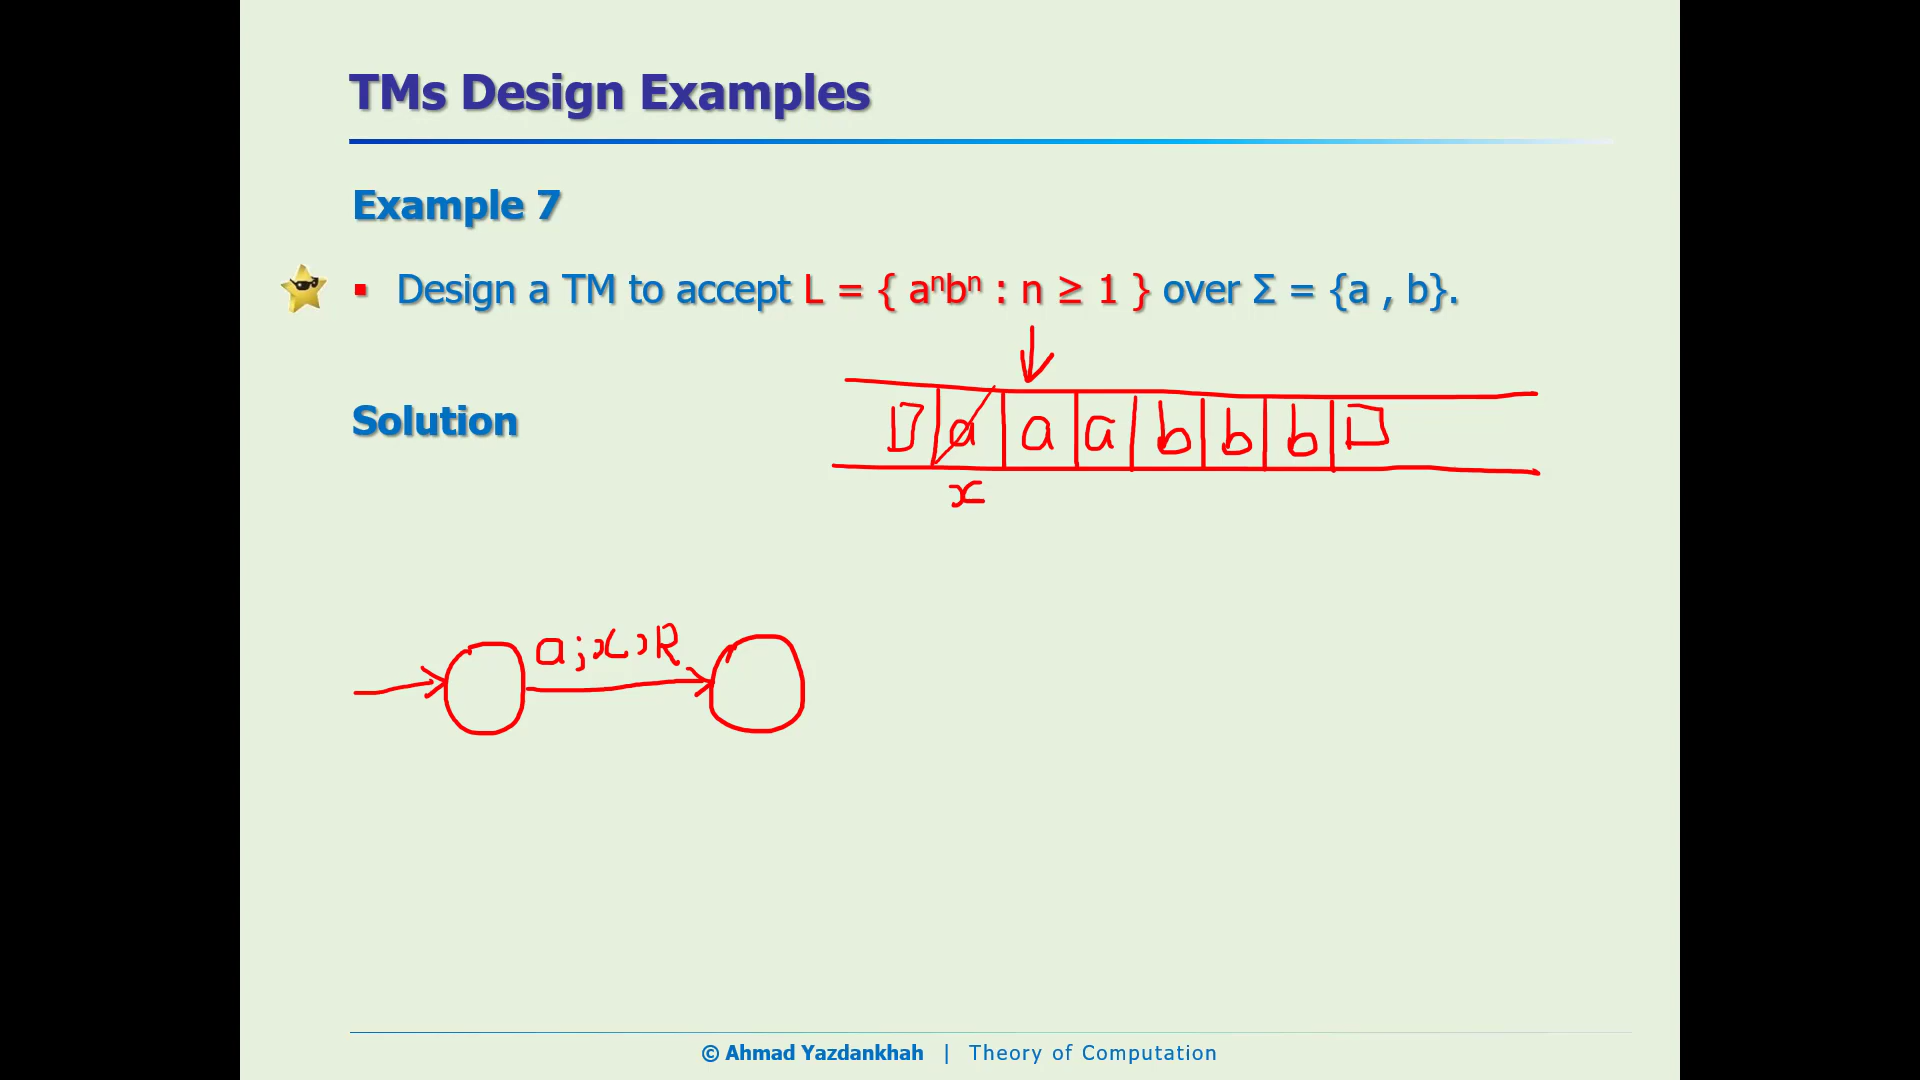 TMs Design Examples
Example 7
▪ Design a TM to accept L = { aⁿbⁿ : n ≥ 1 } over Σ = {a , b}.
Solution
□ a a a b b b □
x
a ; x , R
© Ahmad Yazdankhah | Theory of Computation